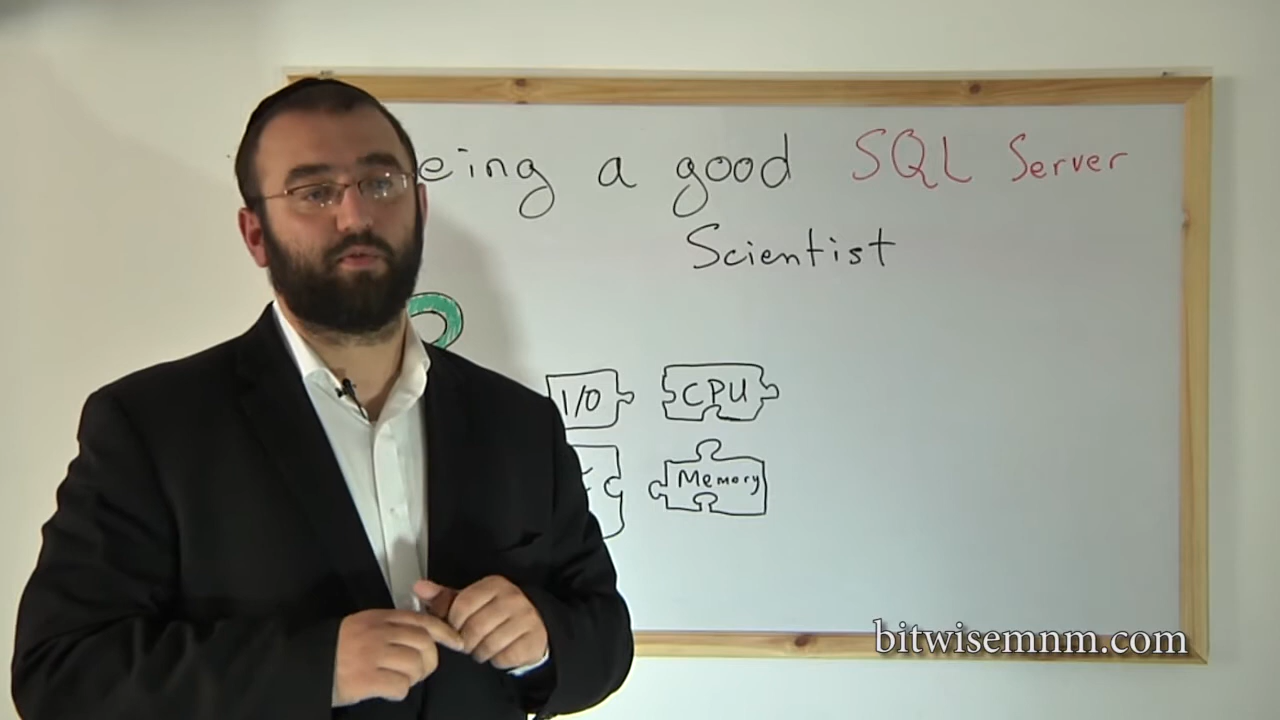 eing a good SQL Server
Scientist
I/O CPU
Memory
bitwisemnm.com